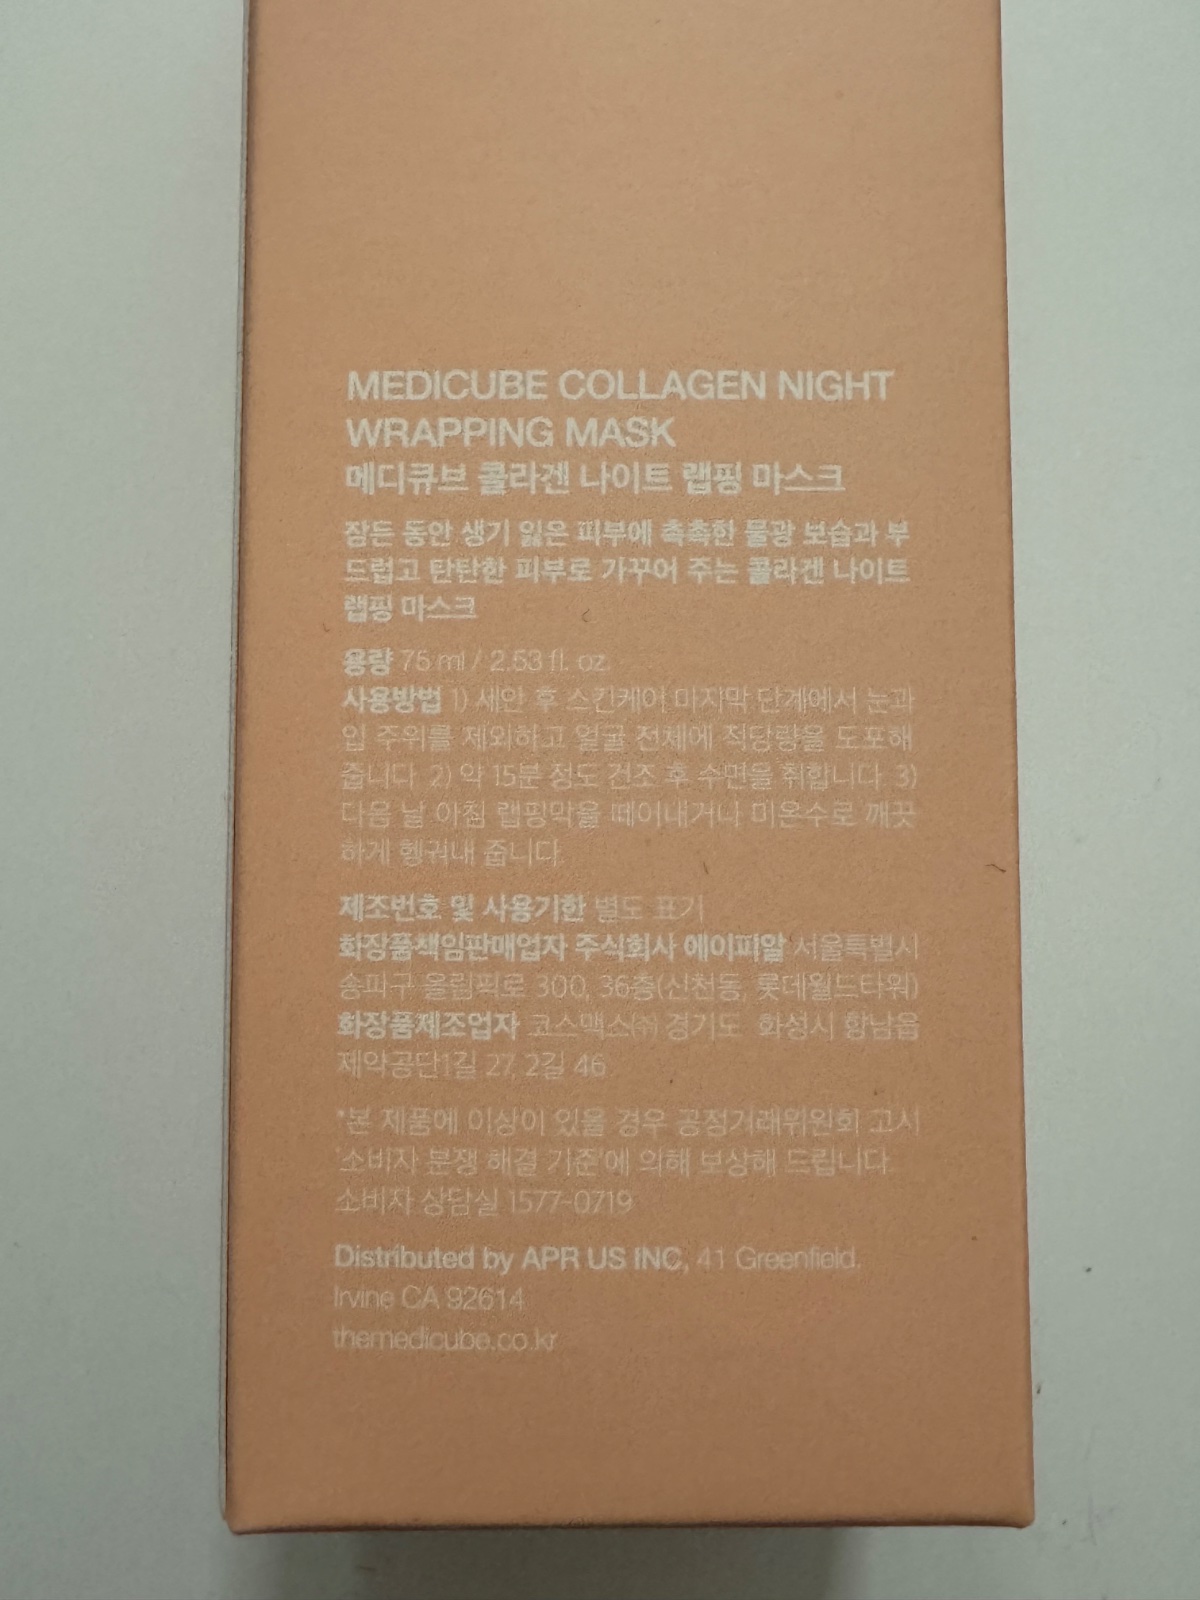 MEDICUBE COLLAGEN NIGHT
WRAPPING MASK
메디큐브 콜라겐 나이트 랩핑 마스크
잠든 동안 생기 잃은 피부에 촉촉한 물광 보습과 부
드럽고 탄탄한 피부로 가꾸어 주는 콜라겐 나이트
랩핑 마스크
용량 75 ml / 2.53 fl. oz.
사용방법 1) 세안 후 스킨케어 마지막 단계에서 눈과
입 주위를 제외하고 얼굴 전체에 적당량을 도포해
줍니다. 2) 약 15분 정도 건조 후 수면을 취합니다. 3)
다음 날 아침 랩핑막을 떼어내거나 미온수로 깨끗
하게 헹궈내 줍니다.
제조번호 및 사용기한 별도 표기
화장품책임판매업자 주식회사 에이피알 서울특별시
송파구 올림픽로 300, 36층(신천동, 롯데월드타워)
화장품제조업자 코스맥스㈜ 경기도 화성시 향남읍
제약공단1길 27, 2길 46
*본 제품에 이상이 있을 경우 공정거래위원회 고시
'소비자 분쟁 해결 기준'에 의해 보상해 드립니다.
소비자 상담실 1577-0719
Distributed by APR US INC, 41 Greenfield.
Irvine CA 92614
themedicube.co.kr